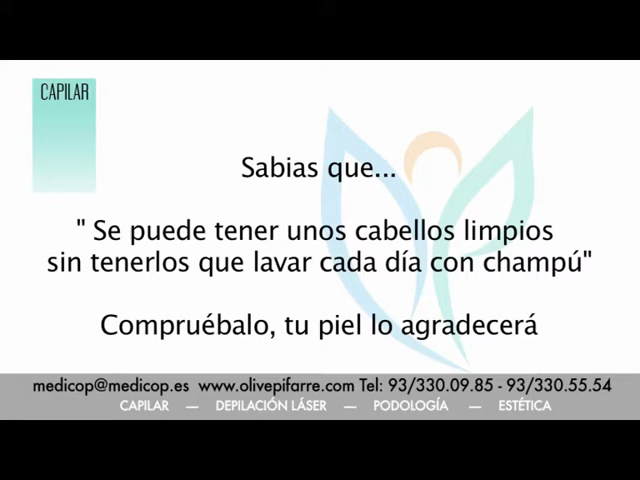 CAPILAR
Sabias que...
" Se puede tener unos cabellos limpios
sin tenerlos que lavar cada día con champú"
Compruébalo, tu piel lo agradecerá
medicop@medicop.es www.olivepifarre.com Tel: 93/330.09.85 - 93/330.55.54
CAPILAR — DEPILACIÓN LÁSER — PODOLOGÍA — ESTÉTICA